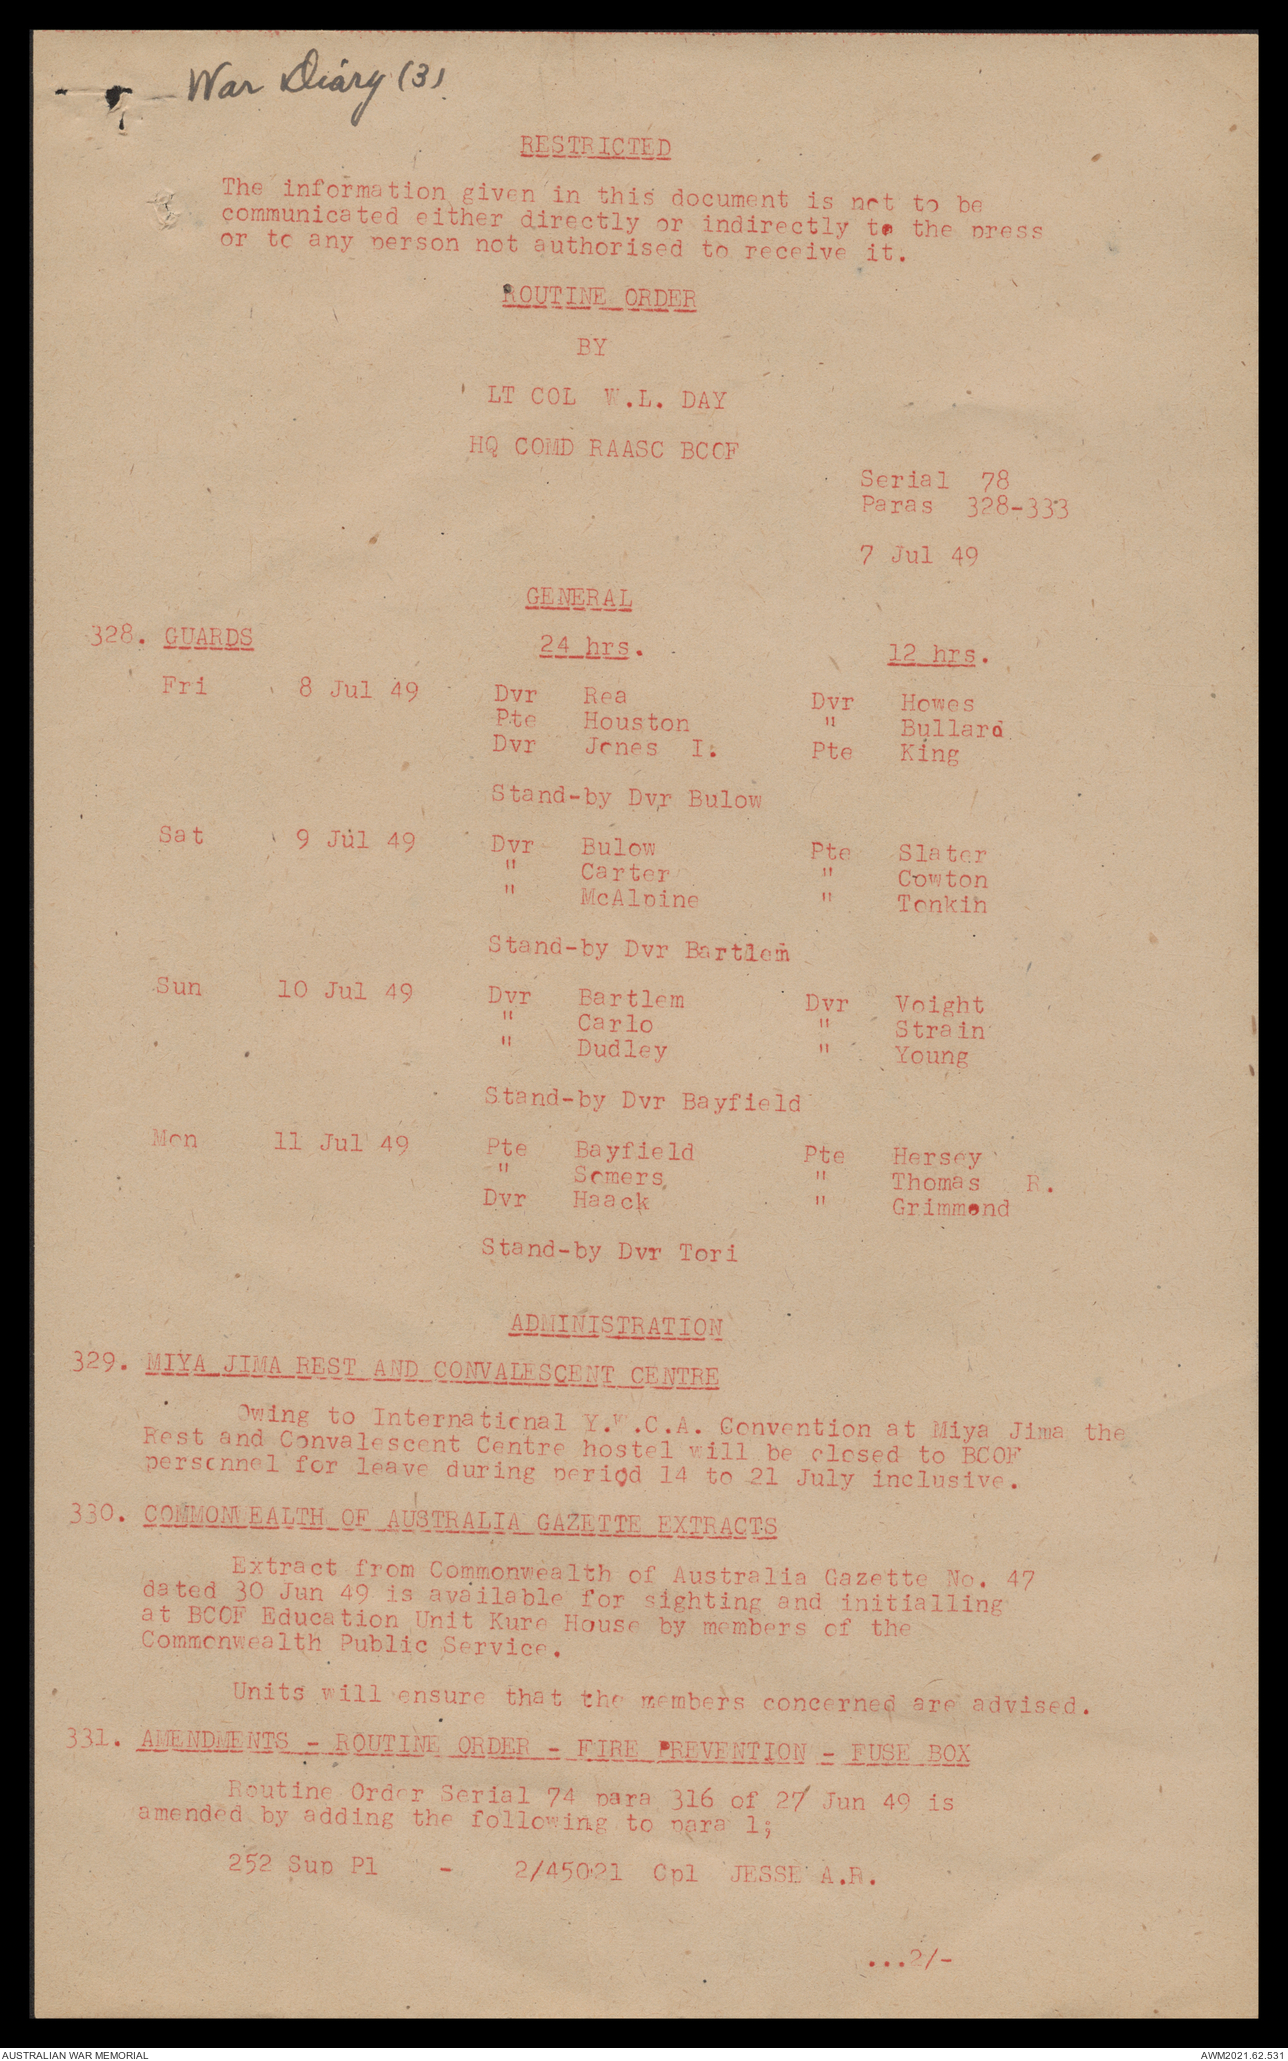 War Diary (3)
RESTRICTED
The information given in this document is not to be
communicated either directly or indirectly to the press
or to any person not authorised to receive it.
ROUTINE ORDER
BY
LT COL W.L. DAY
HQ COMD RAASC BCOF
Serial 78
Paras 328-333
7 Jul 49
GENERAL
328. GUARDS 24 hrs. 12 hrs.
Fri 8 Jul 49 Dvr Rea Dvr Howes
Pte Houston " Bullard
Dvr Jones I. Pte King
Stand-by Dvr Bulow
Sat 9 Jul 49 Dvr Bulow Pte Slater
" Carter " Cowton
" McAlpine " Tonkin
Stand-by Dvr Bartlem
Sun 10 Jul 49 Dvr Bartlem Dvr Voight
" Carlo " Strain
" Dudley " Young
Stand-by Dvr Bayfield
Mon 11 Jul 49 Pte Bayfield Pte Hersey
" Somers " Thomas R.
Dvr Haack " Grimmond
Stand-by Dvr Tori
ADMINISTRATION
329. MIYA JIMA REST AND CONVALESCENT CENTRE
Owing to International Y.W.C.A. Convention at Miya Jima the
Rest and Convalescent Centre hostel will be closed to BCOF
personnel for leave during period 14 to 21 July inclusive.
330. COMMONWEALTH OF AUSTRALIA GAZETTE EXTRACTS
Extract from Commonwealth of Australia Gazette No. 47
dated 30 Jun 49 is available for sighting and initialling
at BCOF Education Unit Kure House by members of the
Commonwealth Public Service.
Units will ensure that the members concerned are advised.
331. AMENDMENTS - ROUTINE ORDER - FIRE PREVENTION - FUSE BOX
Routine Order Serial 74 para 316 of 27 Jun 49 is
amended by adding the following to para 1;
252 Sup Pl - 2/45021 Cpl JESSE A.R.
...2/-
AUSTRALIAN WAR MEMORIAL
AWM2021.62.531